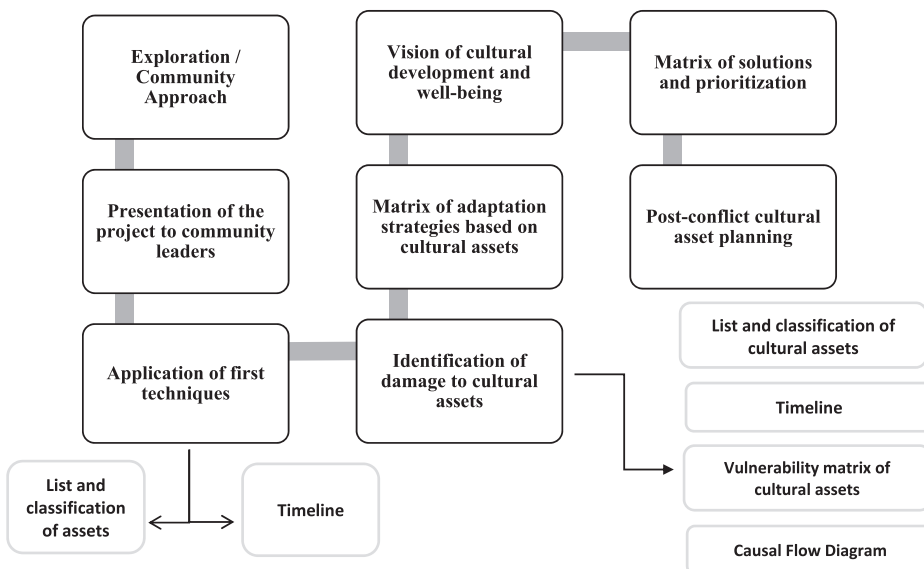 Exploration /
Community
Approach
Presentation of the
project to community
leaders
Application of first
techniques
List and
classification
of assets
Timeline
Identification of
damage to cultural
assets
Matrix of adaptation
strategies based on
cultural assets
Vision of cultural
development and
well-being
Matrix of solutions
and prioritization
Post-conflict cultural
asset planning
List and classification of
cultural assets
Timeline
Vulnerability matrix of
cultural assets
Causal Flow Diagram